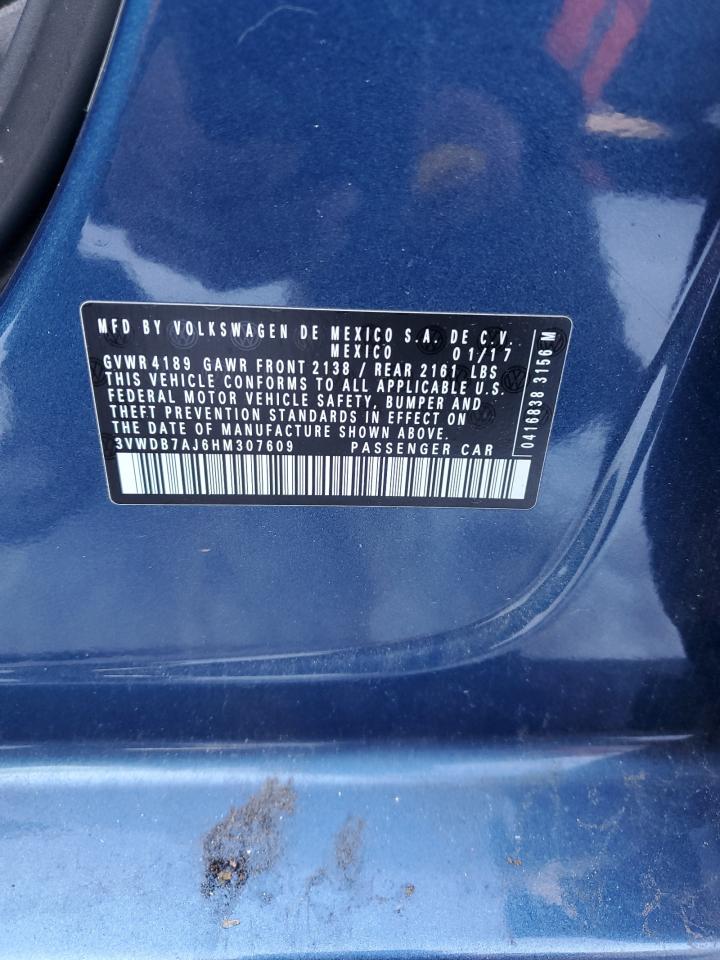 MFD BY VOLKSWAGEN DE MEXICO S.A. DE C.V.
MEXICO 01/17
GVWR 4189 GAWR FRONT 2138 / REAR 2161 LBS
THIS VEHICLE CONFORMS TO ALL APPLICABLE U.S.
FEDERAL MOTOR VEHICLE SAFETY, BUMPER AND
THEFT PREVENTION STANDARDS IN EFFECT ON
THE DATE OF MANUFACTURE SHOWN ABOVE.
3VWDB7AJ6HM307609 PASSENGER CAR
0416838 3156 M